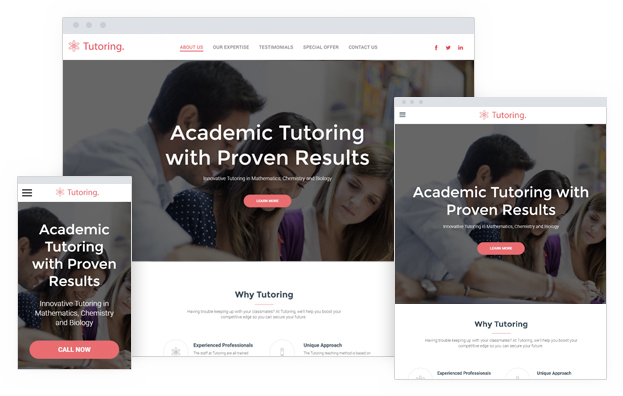 Tutoring.
ABOUT US OUR EXPERTISE TESTIMONIALS SPECIAL OFFER CONTACT US
Academic Tutoring
with Proven Results
Innovative Tutoring in Mathematics, Chemistry and Biology
LEARN MORE
Why Tutoring
Having trouble keeping up with your classmates? At Tutoring, we'll help you boost your
competitive edge so you can secure your future.
Experienced Professionals
The staff at Tutoring are all trained
Unique Approach
The Tutoring teaching method is based on
Tutoring.
Academic Tutoring with
Proven Results
Innovative Tutoring in Mathematics, Chemistry and Biology
LEARN MORE
Why Tutoring
Having trouble keeping up with your classmates? At Tutoring, we'll help you boost your
competitive edge so you can secure your future.
Experienced Professionals
Unique Approach
Tutoring.
Academic
Tutoring
with Proven
Results
Innovative Tutoring in
Mathematics, Chemistry
and Biology
CALL NOW